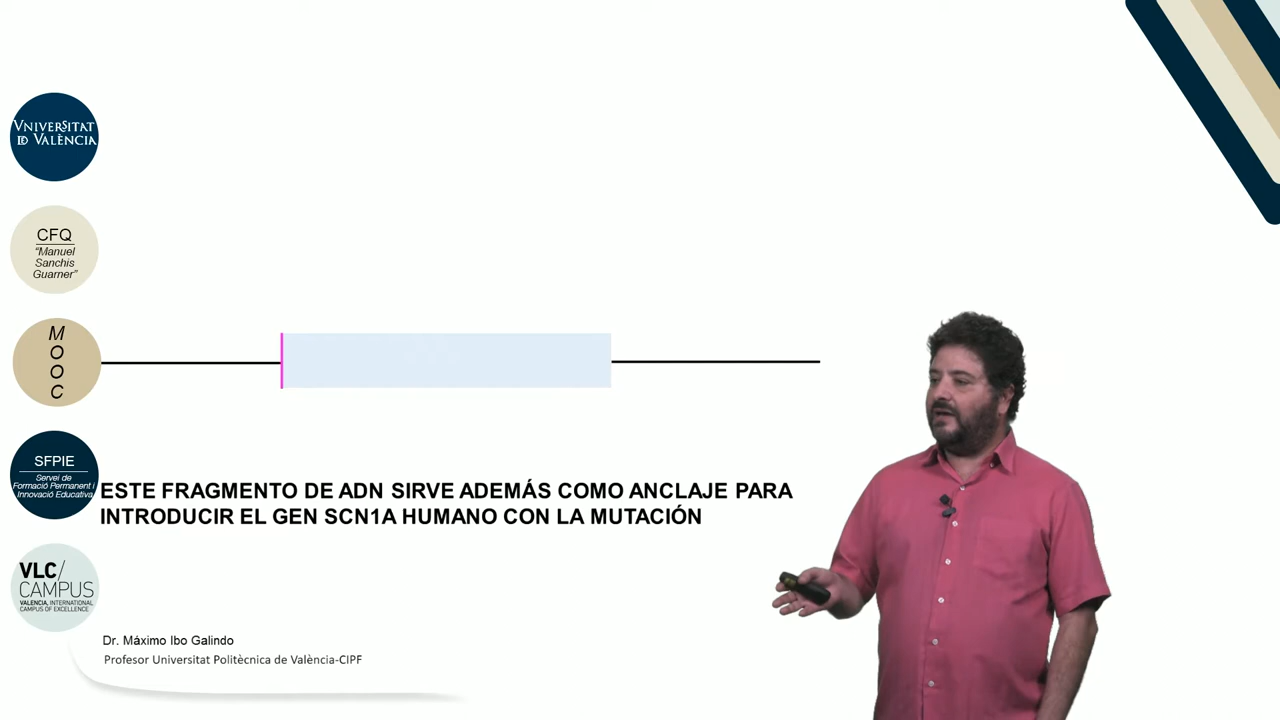 VNIVERSITAT
ID VALÈNCIA
CFQ
"Manuel
Sanchis
Guarner"
M
O
O
C
SFPIE
Servei de
Formació Permanent i
Innovació Educativa
ESTE FRAGMENTO DE ADN SIRVE ADEMÁS COMO ANCLAJE PARA
INTRODUCIR EL GEN SCN1A HUMANO CON LA MUTACIÓN
VLC/
CAMPUS
VALENCIA, INTERNATIONAL
CAMPUS OF EXCELLENCE
Dr. Máximo Ibo Galindo
Profesor Universitat Politècnica de València-CIPF